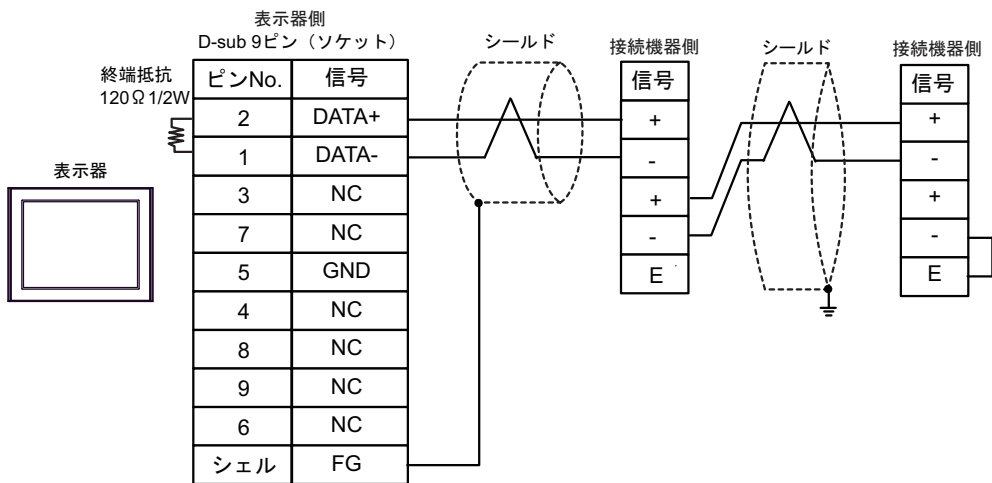 表示器側
D-sub 9ピン（ソケット）
終端抵抗
120Ω 1/2W
表示器
ピンNo. 信号
2 DATA+
1 DATA-
3 NC
7 NC
5 GND
4 NC
8 NC
9 NC
6 NC
シェル FG
シールド
接続機器側
信号
+
-
+
-
E
シールド
接続機器側
信号
+
-
+
-
E